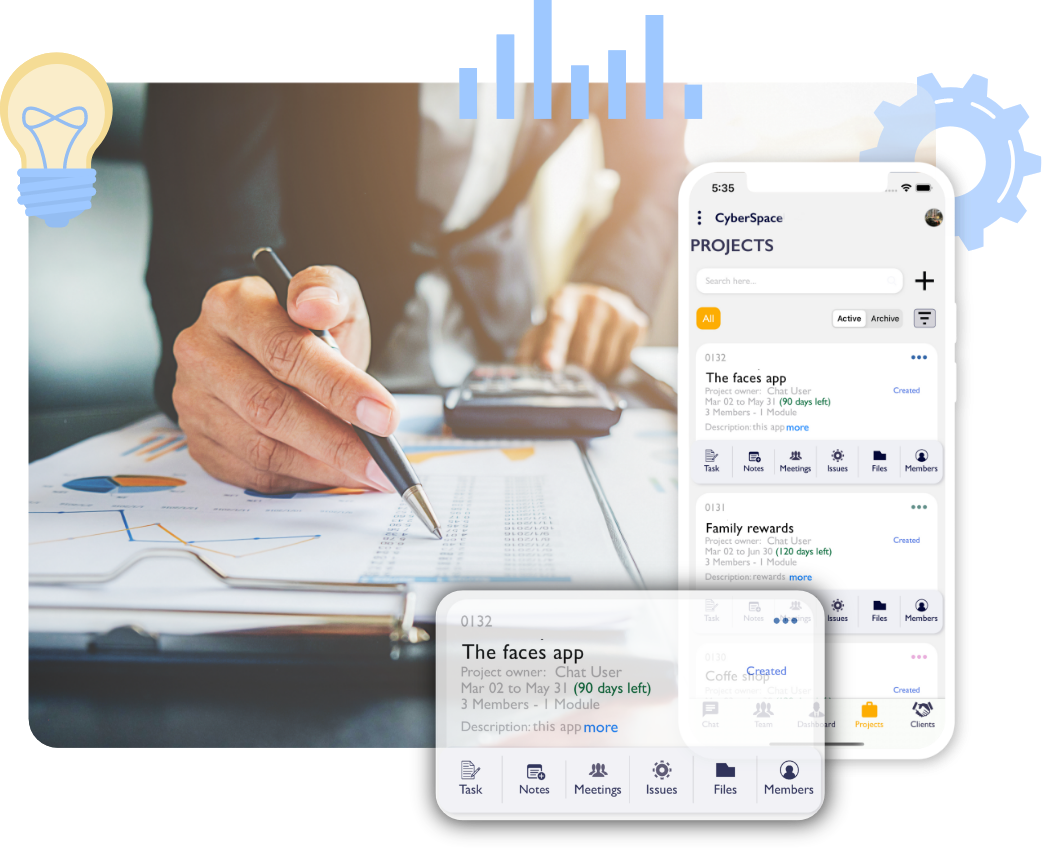 5:35
CyberSpace
PROJECTS
Search here...
All
Active Archive
0132
The faces app
Project owner: Chat User
Created
Mar 02 to May 31 (90 days left)
3 Members - 1 Module
Description: this app more
Task Notes Meetings Issues Files Members
0131
Family rewards
Project owner: Chat User
Created
Mar 02 to Jun 30 (120 days left)
3 Members - 1 Module
Description: rewards more
Task Notes Meetings Issues Files Members
0130
Coffe shop
Project owner: Chat User
Created
Chat Team Dashboard Projects Clients
0132
The faces app
Created
Project owner: Chat User
Mar 02 to May 31 (90 days left)
3 Members - 1 Module
Description: this app more
Task Notes Meetings Issues Files Members